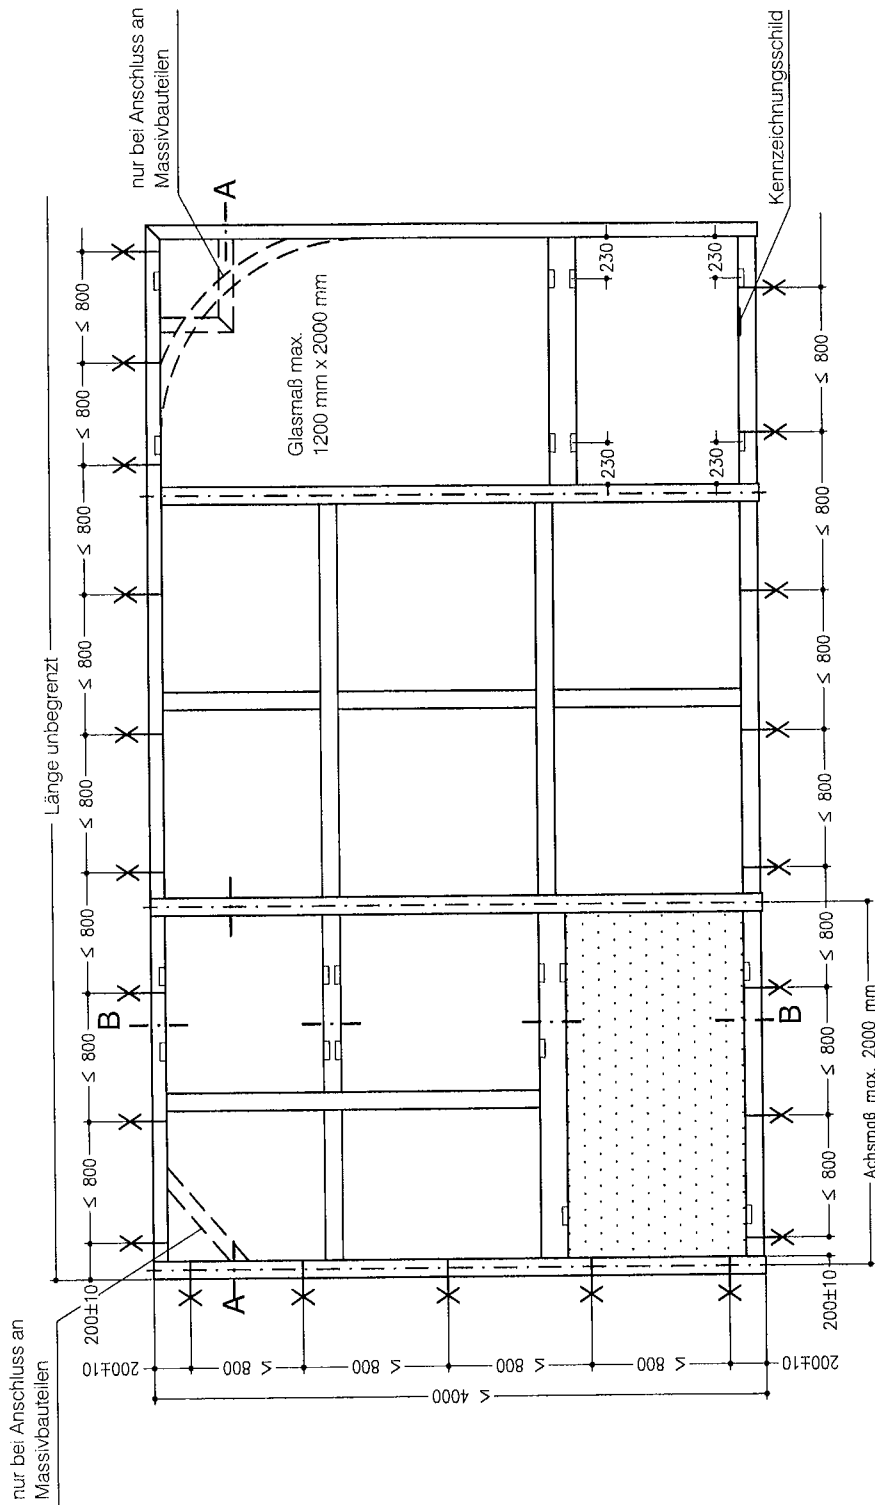 nur bei Anschluss an
Massivbauteilen
Länge unbegrenzt
nur bei Anschluss an
Massivbauteilen
200±10
≤ 800
≤ 800
≤ 800
≤ 800
≤ 800
≤ 800
≤ 800
≤ 800
B
A
A
Glasmaß max.
1200 mm x 2000 mm
230
230
230
230
200±10
≤ 800
≤ 800
≤ 800
≤ 800
200±10
≤ 4000
B
200±10
≤ 800
≤ 800
≤ 800
≤ 800
≤ 800
≤ 800
Achsmaß max. 2000 mm
Kennzeichnungsschild